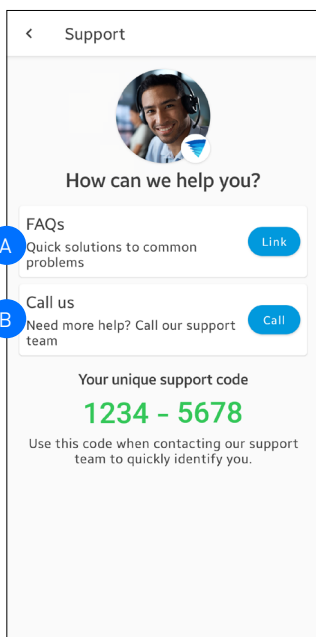 Support
How can we help you?
FAQs
A
Quick solutions to common
problems
Link
Call us
B
Need more help? Call our support
team
Call
Your unique support code
1234 - 5678
Use this code when contacting our support
team to quickly identify you.